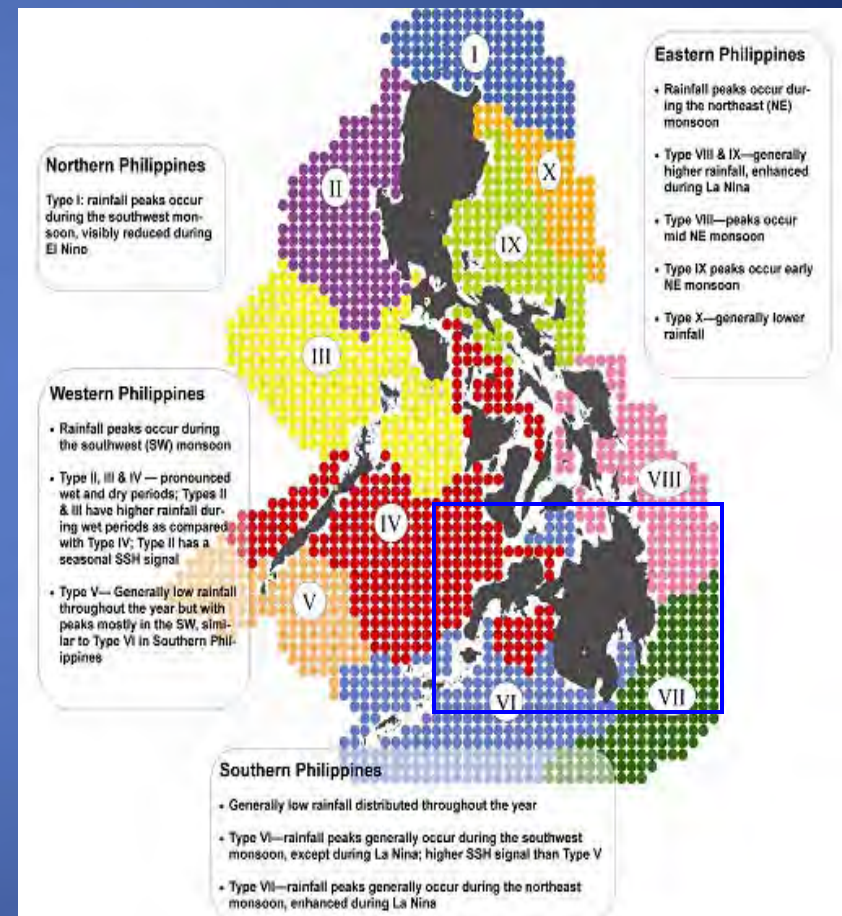 Northern Philippines
Type I: rainfall peaks occur
during the southwest mon-
soon, visibly reduced during
El Nino
Western Philippines
• Rainfall peaks occur during
the southwest (SW) monsoon
• Type II, III & IV — pronounced
wet and dry periods; Types II
& III have higher rainfall dur-
ing wet periods as compared
with Type IV; Type II has a
seasonal SSH signal
• Type V— Generally low rainfall
throughout the year but with
peaks mostly in the SW, simi-
lar to Type VI in Southern Phil-
ippines
Eastern Philippines
• Rainfall peaks occur dur-
ing the northeast (NE)
monsoon
• Type VIII & IX—generally
higher rainfall, enhanced
during La Nina
• Type VIII—peaks occur
mid NE monsoon
• Type IX peaks occur early
NE monsoon
• Type X—generally lower
rainfall
I
II
X
IX
III
VIII
IV
V
VI
VII
Southern Philippines
• Generally low rainfall distributed throughout the year
• Type VI—rainfall peaks generally occur during the southwest
monsoon, except during La Nina; higher SSH signal than Type V
• Type VII—rainfall peaks generally occur during the northeast
monsoon, enhanced during La Nina